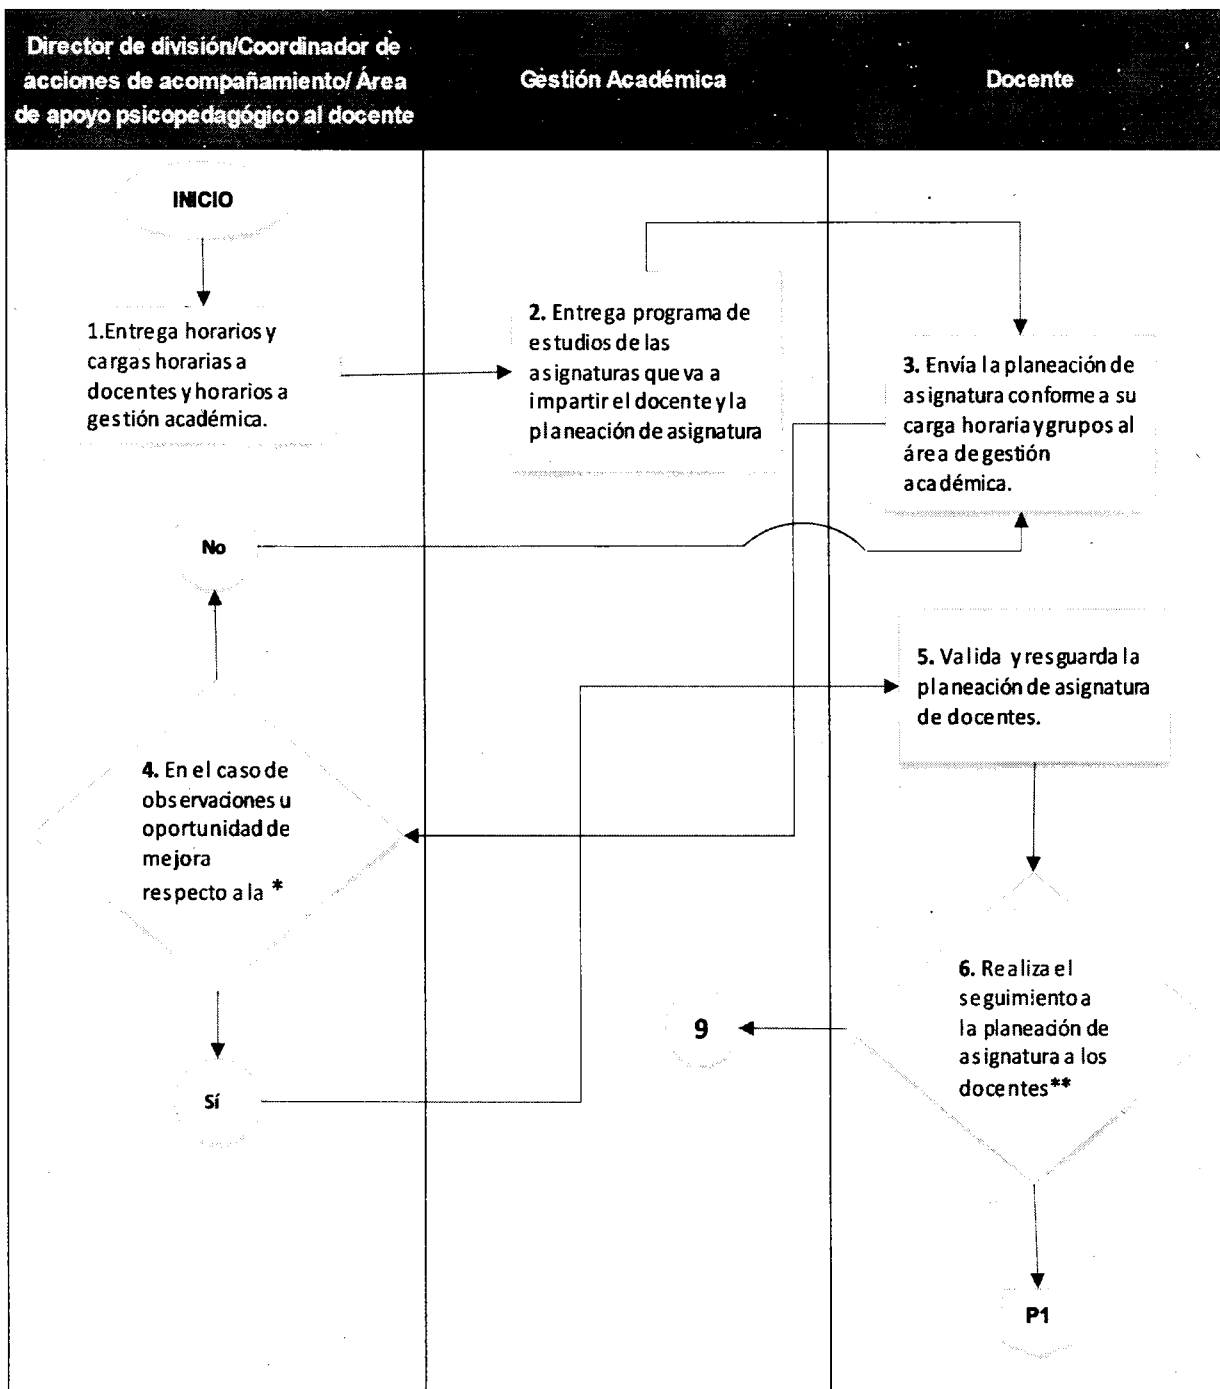 Director de división/Coordinador de
acciones de acompañamiento/ Área
de apoyo psicopedagógico al docente
Gestión Académica
Docente
INICIO
1.Entrega horarios y
cargas horarias a
docentes y horarios a
gestión académica.
2. Entrega programa de
estudios de las
asignaturas que va a
impartir el docente y la
planeación de asignatura
3. Envía la planeación de
asignatura conforme a su
carga horaria y grupos al
área de gestión
académica.
No
4. En el caso de
observaciones u
oportunidad de
mejora
respecto a la *
Sí
5. Valida y resguarda la
planeación de asignatura
de docentes.
6. Realiza el
seguimiento a
la planeación de
asignatura a los
docentes**
9
P1